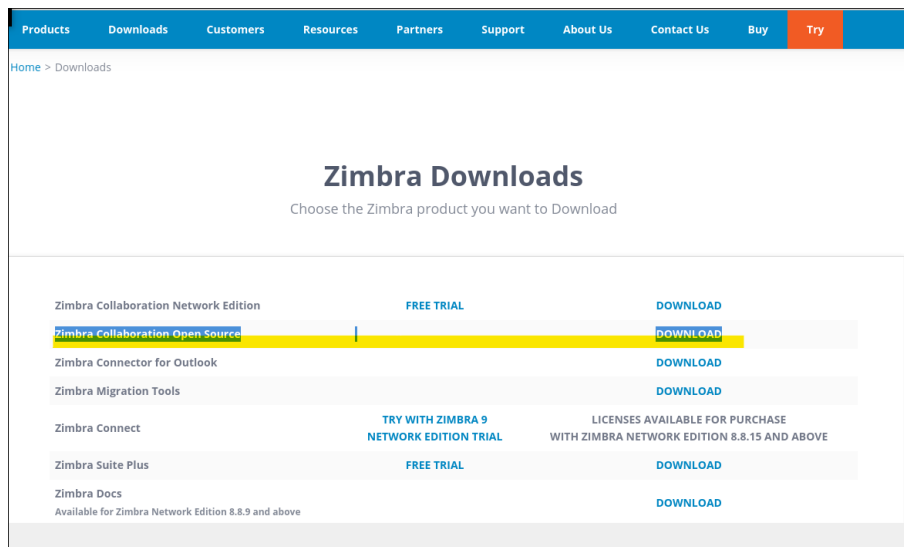 Products Downloads Customers Resources Partners Support About Us Contact Us Buy Try
Home > Downloads
Zimbra Downloads
Choose the Zimbra product you want to Download
Zimbra Collaboration Network Edition FREE TRIAL DOWNLOAD
Zimbra Collaboration Open Source DOWNLOAD
Zimbra Connector for Outlook DOWNLOAD
Zimbra Migration Tools DOWNLOAD
Zimbra Connect
TRY WITH ZIMBRA 9
NETWORK EDITION TRIAL
LICENSES AVAILABLE FOR PURCHASE
WITH ZIMBRA NETWORK EDITION 8.8.15 AND ABOVE
Zimbra Suite Plus FREE TRIAL DOWNLOAD
Zimbra Docs
Available for Zimbra Network Edition 8.8.9 and above
DOWNLOAD